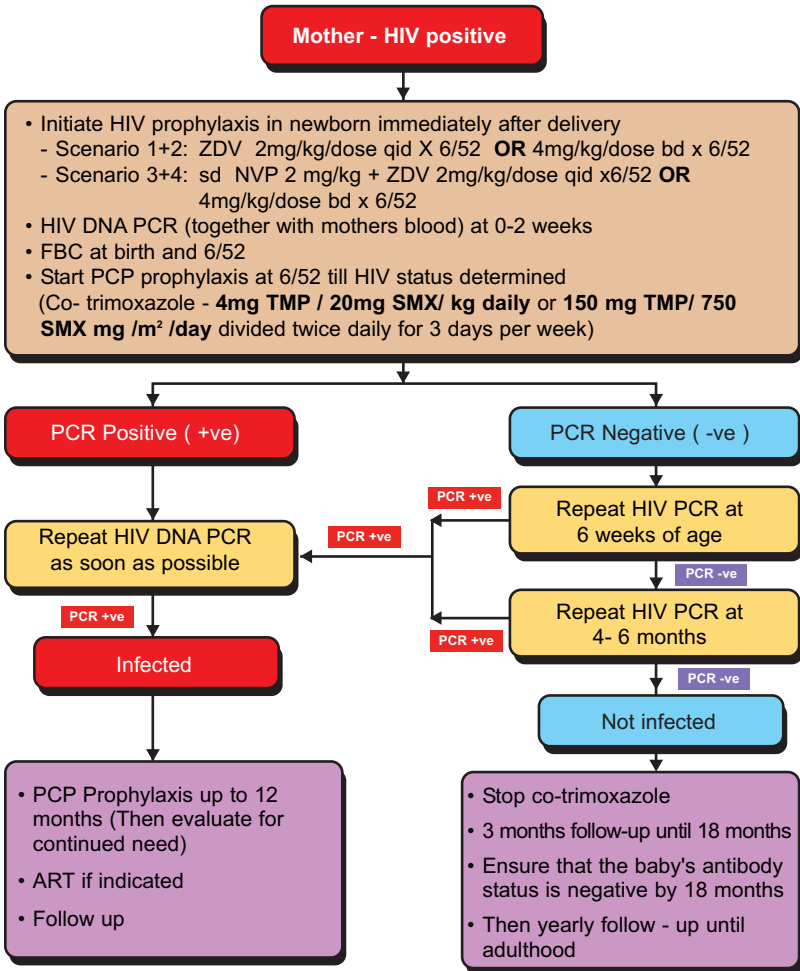 Mother - HIV positive
• Initiate HIV prophylaxis in newborn immediately after delivery
- Scenario 1+2: ZDV 2mg/kg/dose qid X 6/52 OR 4mg/kg/dose bd x 6/52
- Scenario 3+4: sd NVP 2 mg/kg + ZDV 2mg/kg/dose qid x6/52 OR
4mg/kg/dose bd x 6/52
• HIV DNA PCR (together with mothers blood) at 0-2 weeks
• FBC at birth and 6/52
• Start PCP prophylaxis at 6/52 till HIV status determined
(Co- trimoxazole - 4mg TMP / 20mg SMX/ kg daily or 150 mg TMP/ 750
SMX mg /m² /day divided twice daily for 3 days per week)
PCR Positive ( +ve)
PCR Negative ( -ve )
Repeat HIV DNA PCR
as soon as possible
PCR +ve
PCR +ve
Repeat HIV PCR at
6 weeks of age
PCR -ve
PCR +ve
Repeat HIV PCR at
4- 6 months
PCR +ve
PCR -ve
Infected
Not infected
• PCP Prophylaxis up to 12
months (Then evaluate for
continued need)
• ART if indicated
• Follow up
• Stop co-trimoxazole
• 3 months follow-up until 18 months
• Ensure that the baby's antibody
status is negative by 18 months
• Then yearly follow - up until
adulthood